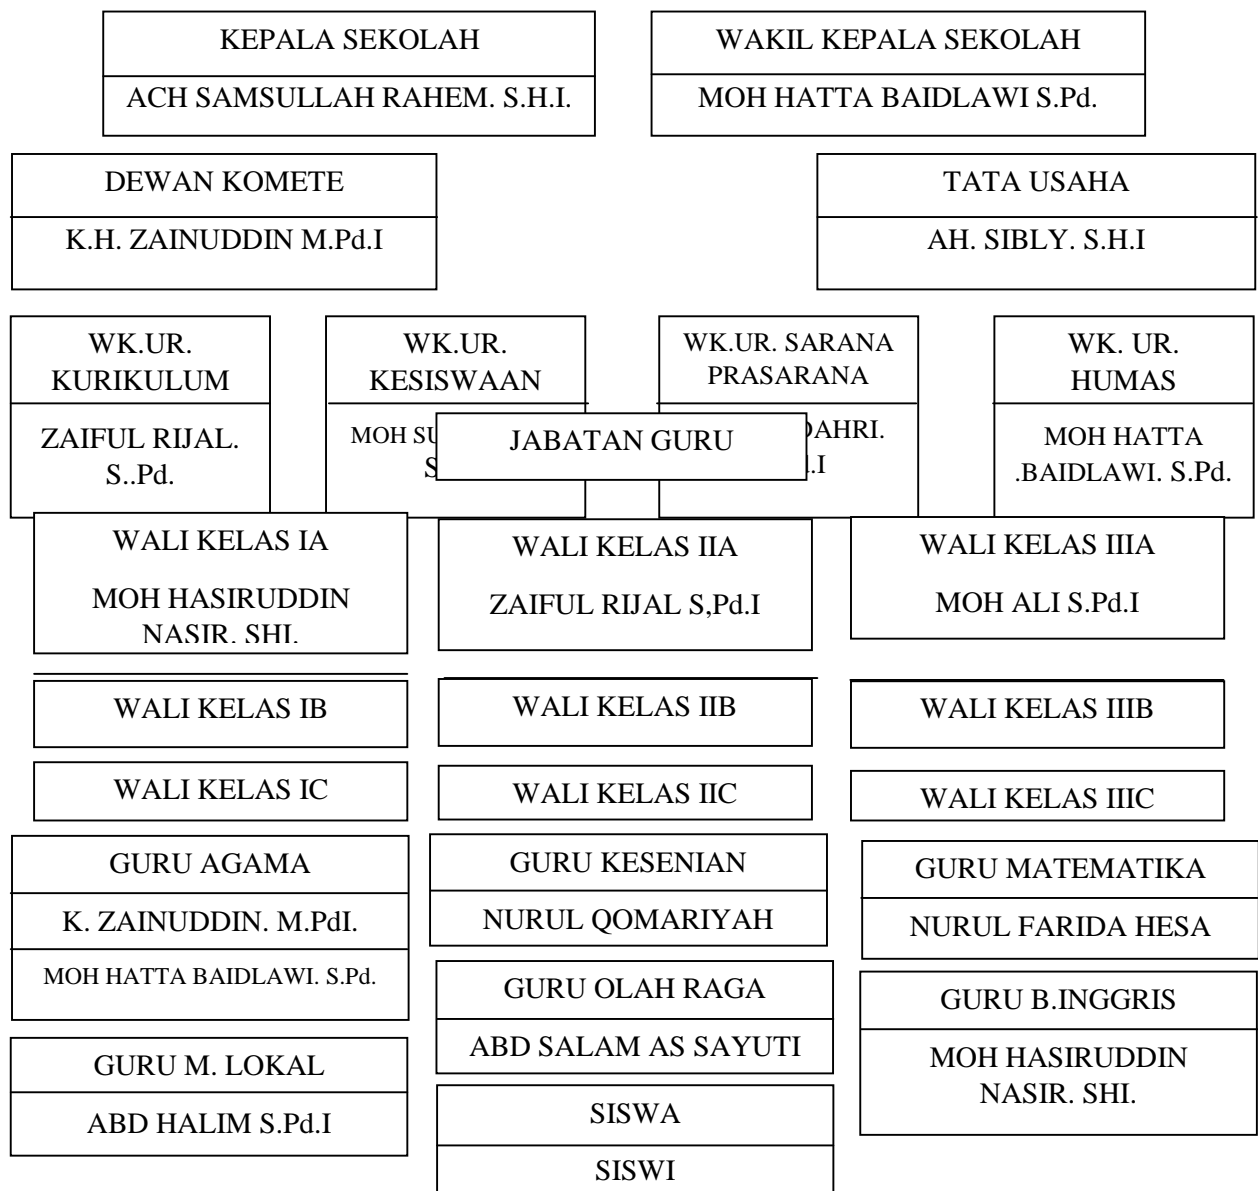 KEPALA SEKOLAH
ACH SAMSULLAH RAHEM. S.H.I.
WAKIL KEPALA SEKOLAH
MOH HATTA BAIDLAWI S.Pd.
DEWAN KOMETE
K.H. ZAINUDDIN M.Pd.I
TATA USAHA
AH. SIBLY. S.H.I
WK.UR.
KURIKULUM
ZAIFUL RIJAL.
S..Pd.
WK.UR.
KESISWAAN
MOH
WK.UR. SARANA
PRASARANA
WK. UR.
HUMAS
MOH HATTA
.BAIDLAWI. S.Pd.
JABATAN GURU
WALI KELAS IA
MOH HASIRUDDIN
NASIR. SHI.
WALI KELAS IIA
ZAIFUL RIJAL S,Pd.I
WALI KELAS IIIA
MOH ALI S.Pd.I
WALI KELAS IB
WALI KELAS IIB
WALI KELAS IIIB
WALI KELAS IC
WALI KELAS IIC
WALI KELAS IIIC
GURU AGAMA
K. ZAINUDDIN. M.PdI.
MOH HATTA BAIDLAWI. S.Pd.
GURU KESENIAN
NURUL QOMARIYAH
GURU MATEMATIKA
NURUL FARIDA HESA
GURU OLAH RAGA
ABD SALAM AS SAYUTI
GURU B.INGGRIS
MOH HASIRUDDIN
NASIR. SHI.
GURU M. LOKAL
ABD HALIM S.Pd.I
SISWA
SISWI